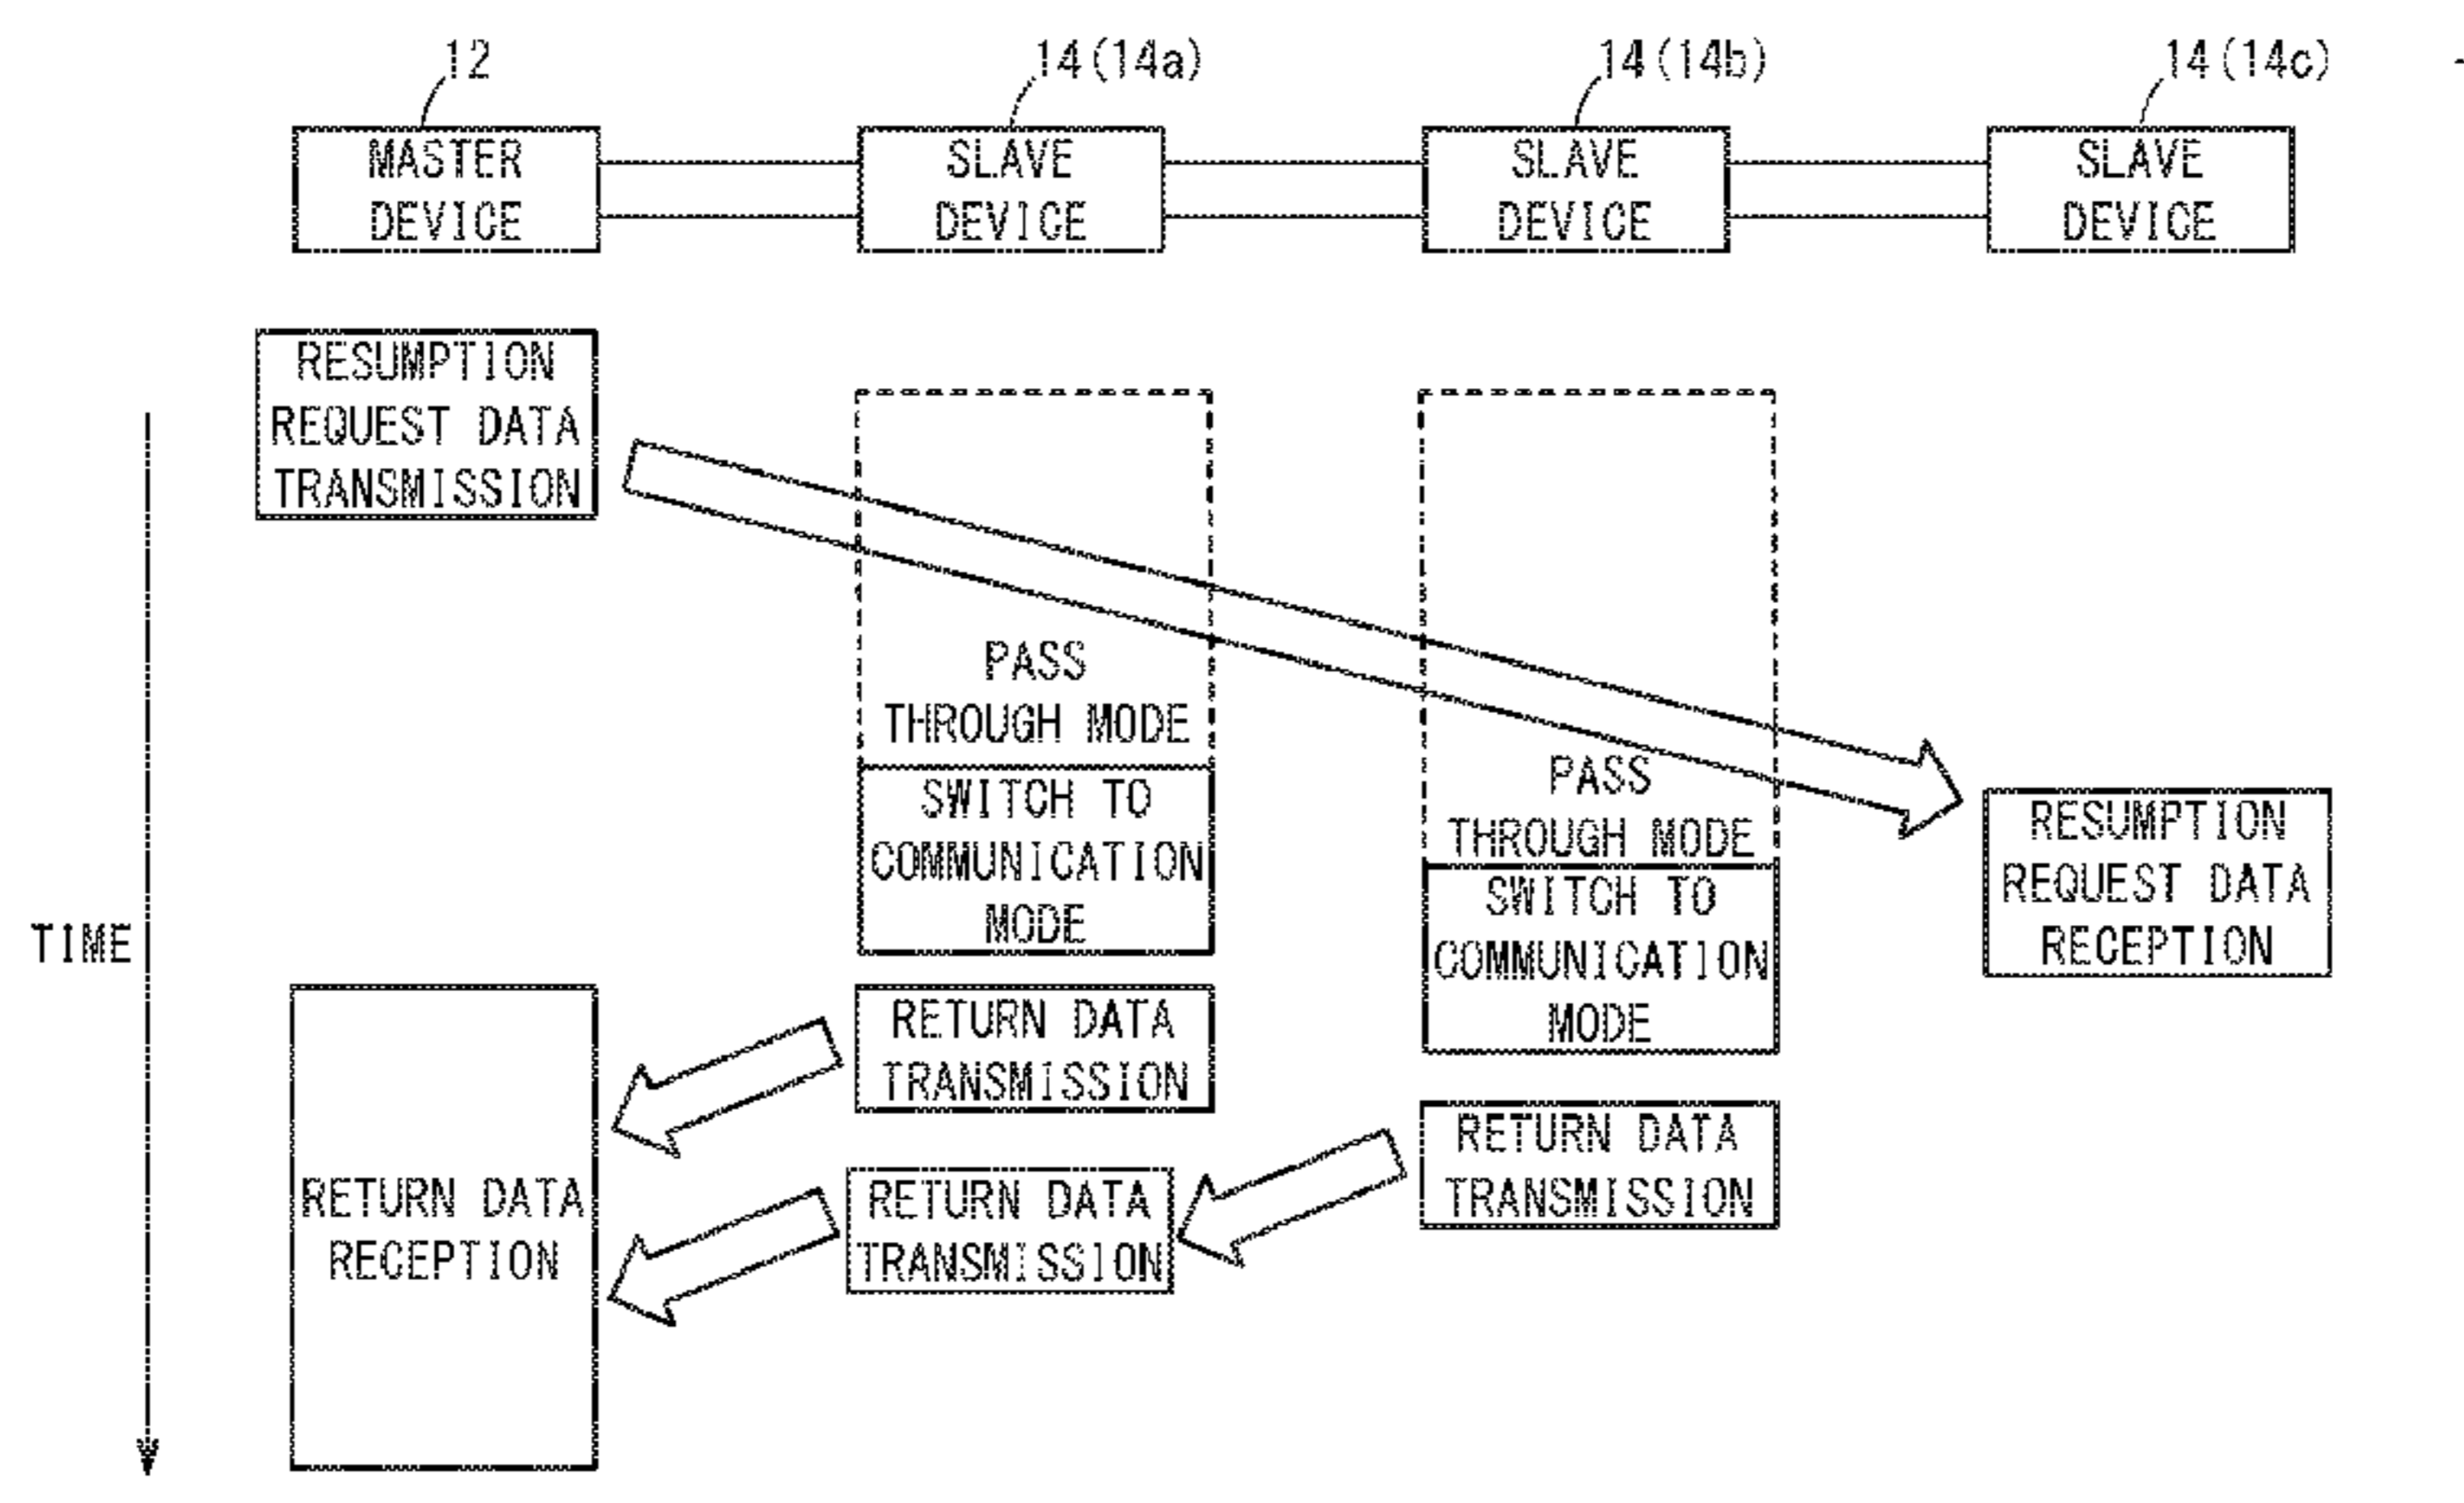 12
14(14a)
14(14b)
14(14c)
MASTER
DEVICE
SLAVE
DEVICE
SLAVE
DEVICE
SLAVE
DEVICE
RESUMPTION
REQUEST DATA
TRANSMISSION
PASS
THROUGH MODE
SWITCH TO
COMMUNICATION
MODE
PASS
THROUGH MODE
SWITCH TO
COMMUNICATION
MODE
RESUMPTION
REQUEST DATA
RECEPTION
TIME
RETURN DATA
RECEPTION
RETURN DATA
TRANSMISSION
RETURN DATA
TRANSMISSION
RETURN DATA
TRANSMISSION